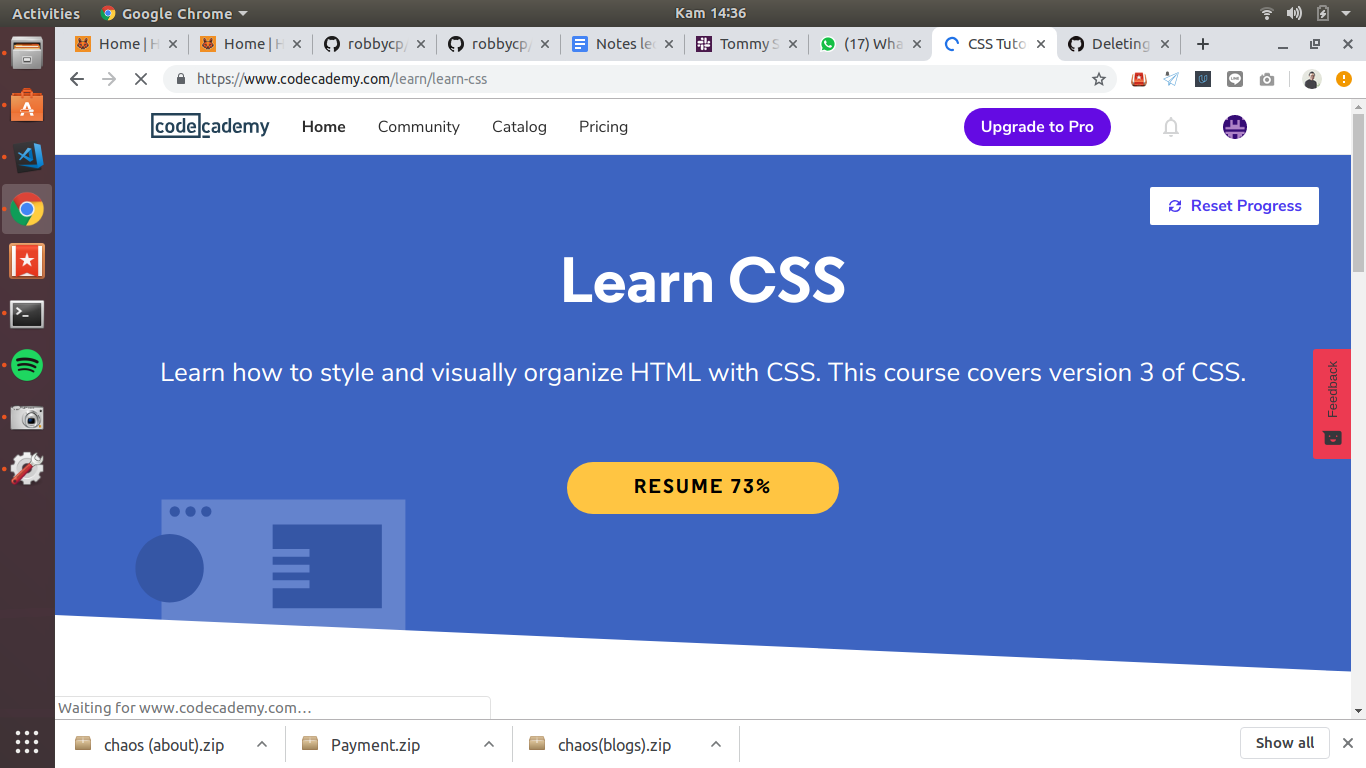 Activities Google Chrome Kam 14:36
Home | H Home | H robbycp/ robbycp/ Notes le Tommy S (17) Wha CSS Tuto Deleting
https://www.codecademy.com/learn/learn-css
codecademy Home Community Catalog Pricing Upgrade to Pro
Reset Progress
Learn CSS
Learn how to style and visually organize HTML with CSS. This course covers version 3 of CSS.
Feedback
RESUME 73%
Waiting for www.codecademy.com...
chaos (about).zip Payment.zip chaos(blogs).zip Show all